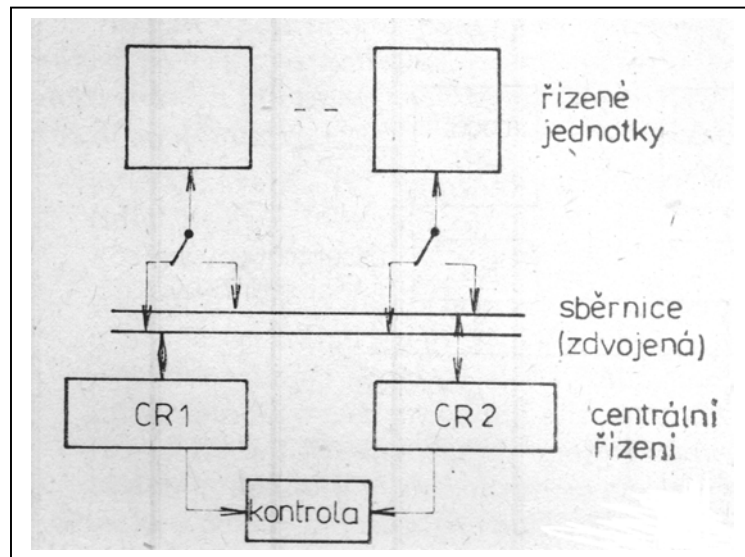 řízené
jednotky
sběrnice
(zdvojená)
CR1
CR2
centrální
řízení
kontrola